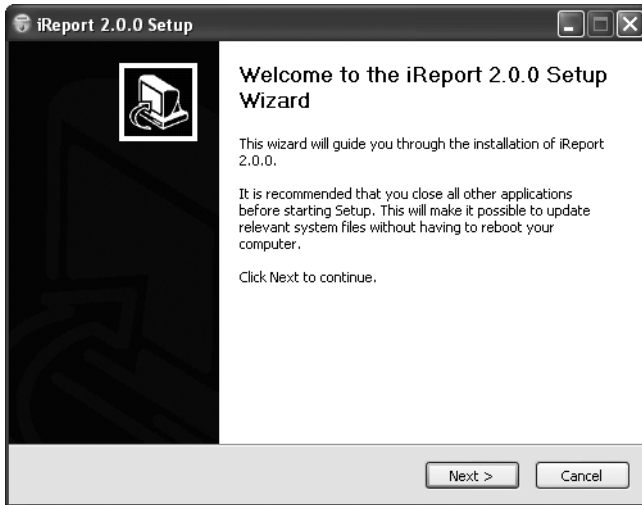 iReport 2.0.0 Setup
Welcome to the iReport 2.0.0 Setup
Wizard
This wizard will guide you through the installation of iReport
2.0.0.
It is recommended that you close all other applications
before starting Setup. This will make it possible to update
relevant system files without having to reboot your
computer.
Click Next to continue.
Next >
Cancel